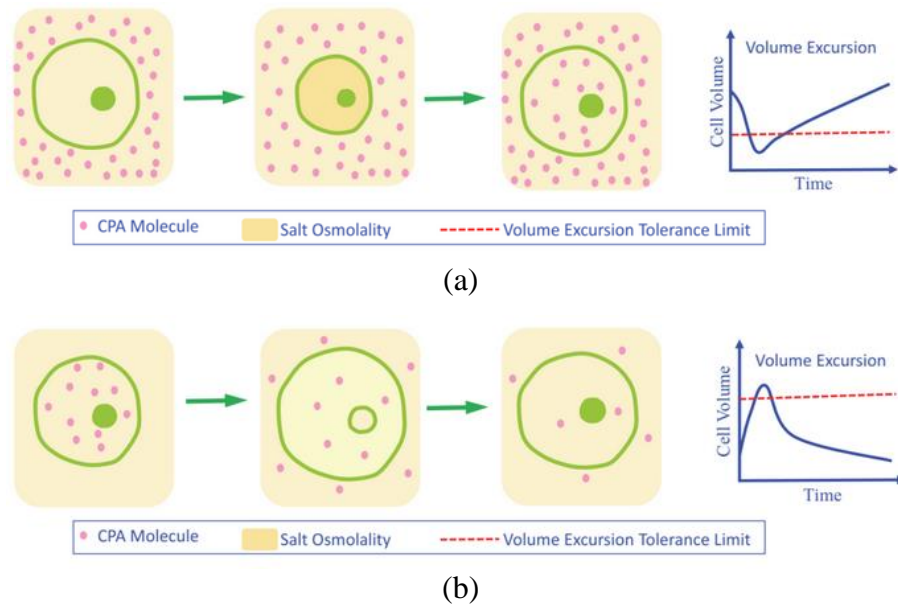 Volume Excursion
Cell Volume
Time
CPA Molecule Salt Osmolality Volume Excursion Tolerance Limit
(a)
Volume Excursion
Cell Volume
Time
CPA Molecule Salt Osmolality Volume Excursion Tolerance Limit
(b)